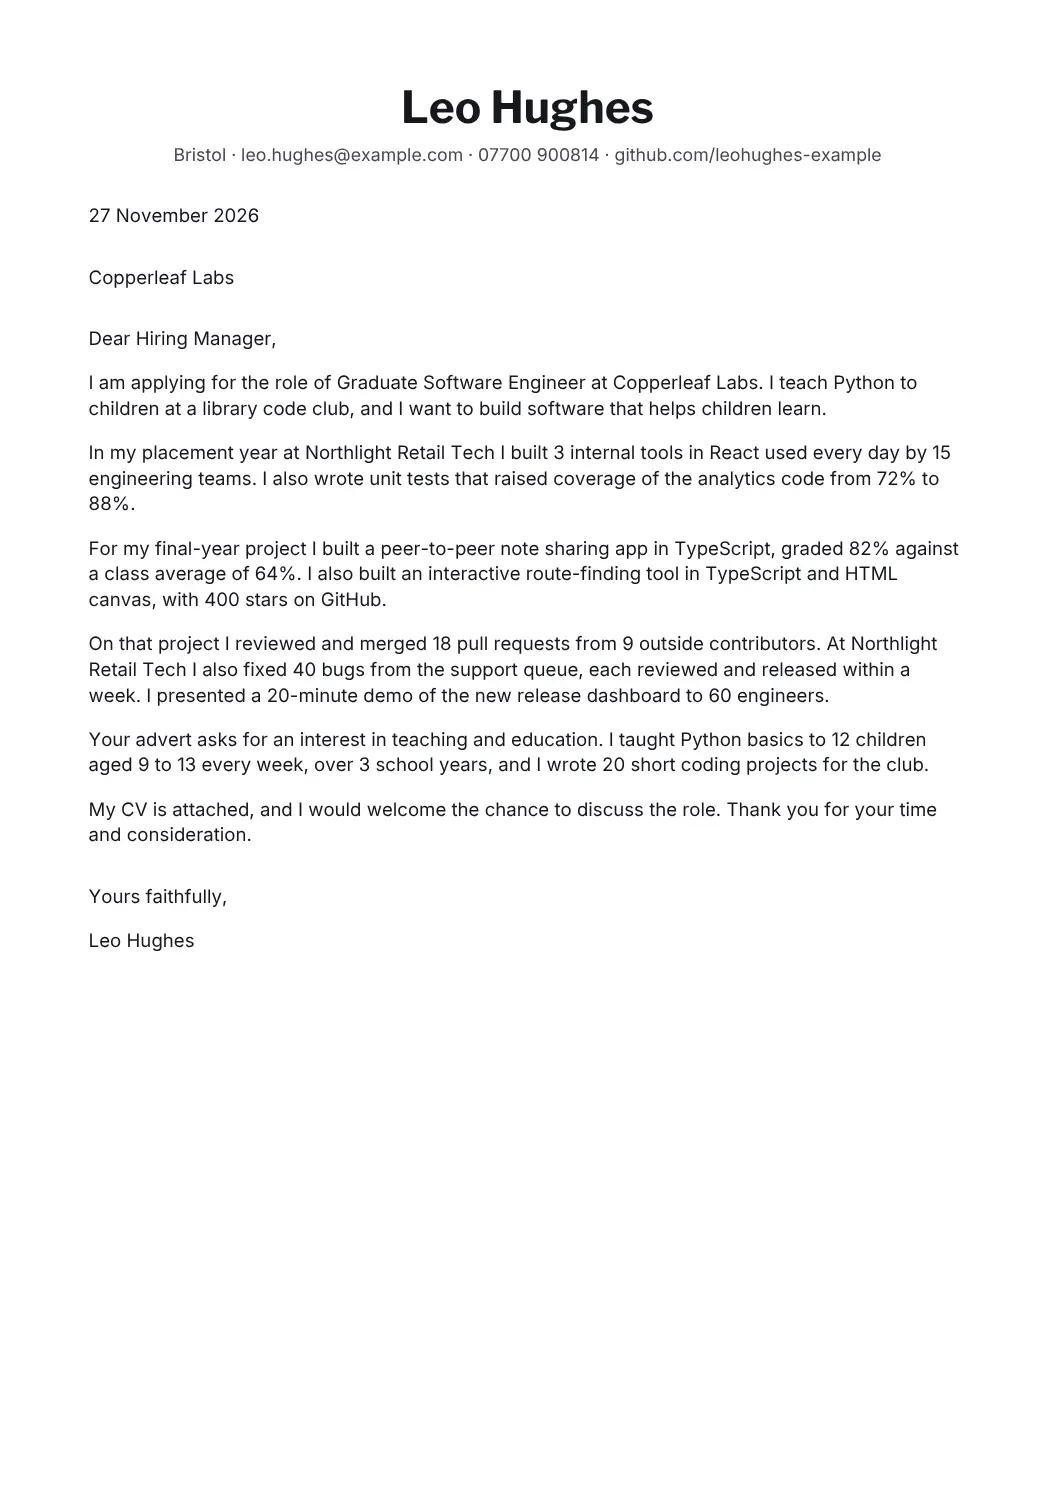 Leo Hughes
Bristol · leo.hughes@example.com · 07700 900814 · github.com/leohughes-example
27 November 2026
Copperleaf Labs
Dear Hiring Manager,
I am applying for the role of Graduate Software Engineer at Copperleaf Labs. I teach Python to
children at a library code club, and I want to build software that helps children learn.
In my placement year at Northlight Retail Tech I built 3 internal tools in React used every day by 15
engineering teams. I also wrote unit tests that raised coverage of the analytics code from 72% to
88%.
For my final-year project I built a peer-to-peer note sharing app in TypeScript, graded 82% against
a class average of 64%. I also built an interactive route-finding tool in TypeScript and HTML
canvas, with 400 stars on GitHub.
On that project I reviewed and merged 18 pull requests from 9 outside contributors. At Northlight
Retail Tech I also fixed 40 bugs from the support queue, each reviewed and released within a
week. I presented a 20-minute demo of the new release dashboard to 60 engineers.
Your advert asks for an interest in teaching and education. I taught Python basics to 12 children
aged 9 to 13 every week, over 3 school years, and I wrote 20 short coding projects for the club.
My CV is attached, and I would welcome the chance to discuss the role. Thank you for your time
and consideration.
Yours faithfully,
Leo Hughes